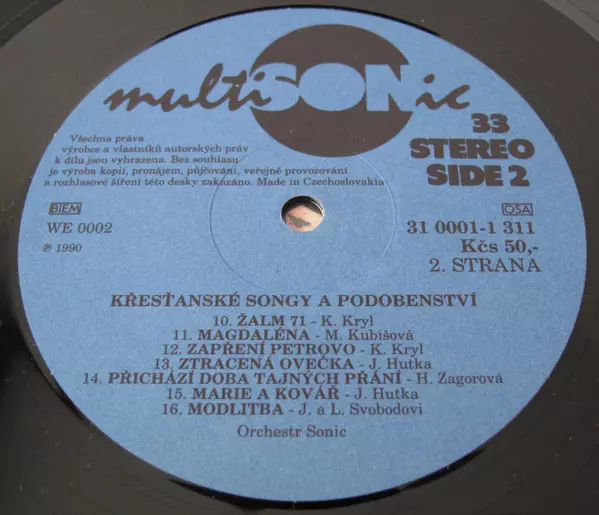 multiSONic
33
STEREO
SIDE 2
Všechna práva
výrobce a vlastníků autorských práv
k dílu jsou vyhrazena. Bez souhlasu
je výroba kopií, pronájem, půjčování, veřejné provozování
a rozhlasové šíření této desky zakázáno. Made in Czechoslovakia
BIEM
WE 0002
℗ 1990
OSA
31 0001-1 311
Kčs 50,-
2. STRANA
KŘESŤANSKÉ SONGY A PODOBENSTVÍ
10. ŽALM 71 - K. Kryl
11. MAGDALÉNA - M. Kubišová
12. ZAPŘENÍ PETROVO - K. Kryl
13. ZTRACENÁ OVEČKA - J. Hutka
14. PŘICHÁZÍ DOBA TAJNÝCH PŘÁNÍ - H. Zagorová
15. MARIE A KOVÁŘ - J. Hutka
16. MODLITBA - J. a L. Svobodovi
Orchestr Sonic